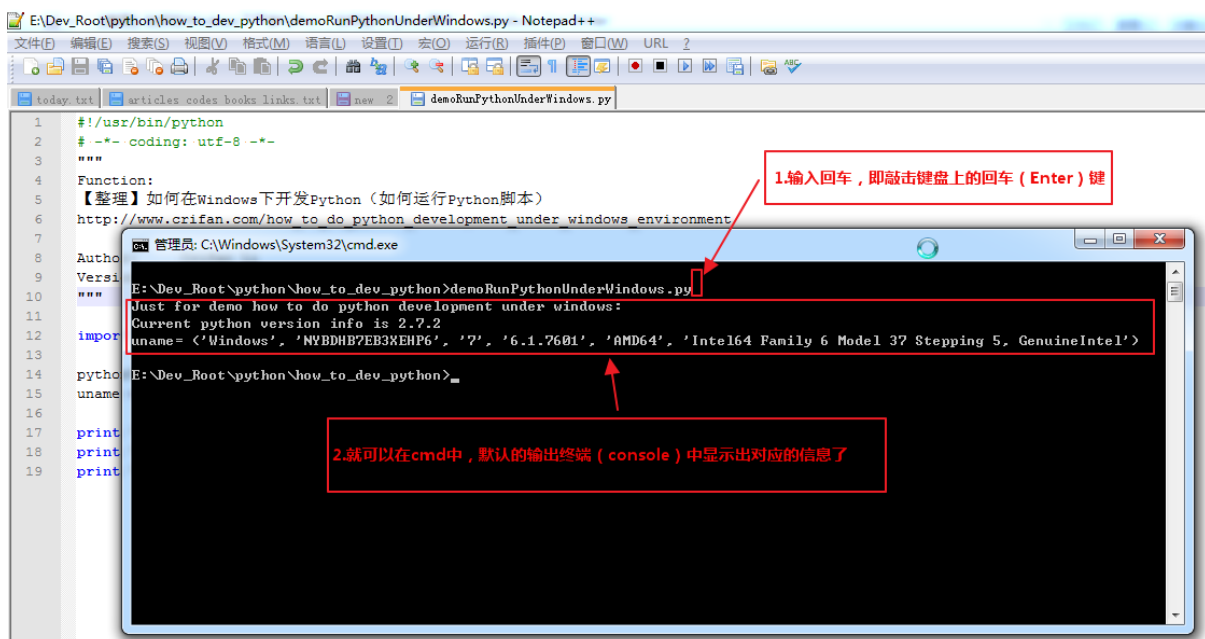 E:\Dev_Root\python\how_to_dev_python\demoRunPythonUnderWindows.py - Notepad++
文件(F) 编辑(E) 搜索(S) 视图(V) 格式(M) 语言(L) 设置(T) 宏(O) 运行(R) 插件(P) 窗口(W) URL ?
today.txt articles codes books links.txt new 2 demoRunPythonUnderWindows.py
1 #!/usr/bin/python
2 # -*- coding: utf-8 -*-
3 """
4 Function:
5 【整理】如何在Windows下开发Python（如何运行Python脚本）
6 http://www.crifan.com/how_to_do_python_development_under_windows_environment
7
8 Autho
9 Versi
10 """
11
12 impor
13
14 pytho
15 uname
16
17 print
18 print
19 print
1.输入回车，即敲击键盘上的回车（Enter）键
管理员: C:\Windows\System32\cmd.exe
E:\Dev_Root\python\how_to_dev_python>demoRunPythonUnderWindows.py
Just for demo how to do python development under windows:
Current python version info is 2.7.2
uname= ('Windows', 'NYBDHB7EB3XEHP6', '7', '6.1.7601', 'AMD64', 'Intel64 Family 6 Model 37 Stepping 5, GenuineIntel')
E:\Dev_Root\python\how_to_dev_python>_
2.就可以在cmd中，默认的输出终端（console）中显示出对应的信息了